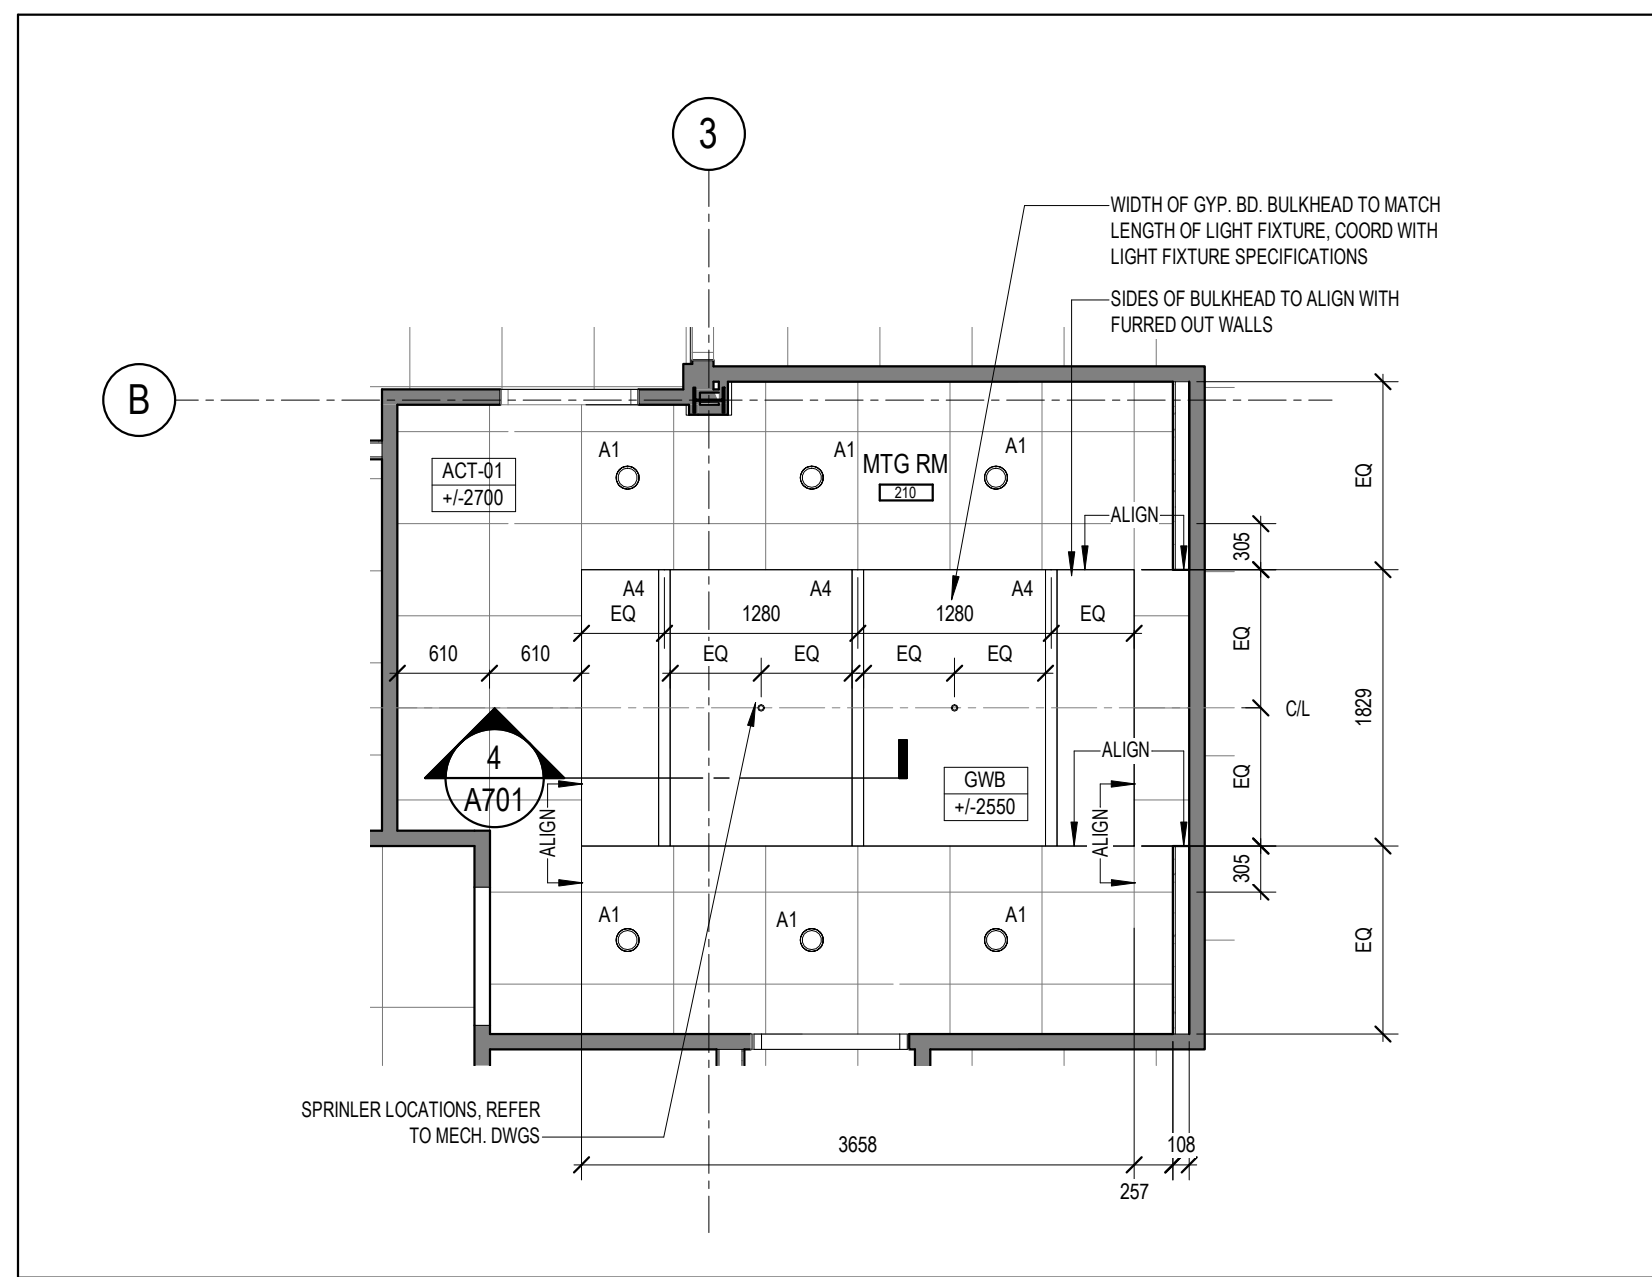 3
WIDTH OF GYP. BD. BULKHEAD TO MATCH
LENGTH OF LIGHT FIXTURE, COORD WITH
LIGHT FIXTURE SPECIFICATIONS
SIDES OF BULKHEAD TO ALIGN WITH
FURRED OUT WALLS
B
A1
A1
A1
MTG RM
210
ACT-01
+/-2700
EQ
ALIGN
305
A4
A4
A4
EQ
1280
1280
EQ
EQ
610
610
EQ
EQ
EQ
EQ
C/L
1829
4
A701
ALIGN
GWB
+/-2550
EQ
ALIGN
ALIGN
305
A1
A1
A1
EQ
SPRINLER LOCATIONS, REFER
TO MECH. DWGS
3658
108
257